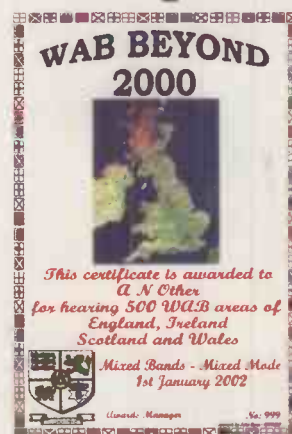 WAB BEYOND
2000
This certificate is awarded to
A N Other
for hearing 500 WAB areas of
England, Ireland
Scotland and Wales
Mixed Bands - Mixed Mode
1st January 2002
Awards Manager
No: 999